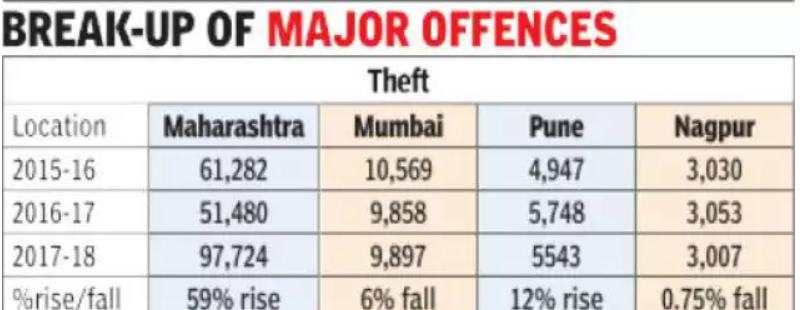 BREAK-UP OF MAJOR OFFENCES
Theft
Location Maharashtra Mumbai Pune Nagpur
2015-16 61,282 10,569 4,947 3,030
2016-17 51,480 9,858 5,748 3,053
2017-18 97,724 9,897 5543 3,007
%rise/fall 59% rise 6% fall 12% rise 0.75% fall